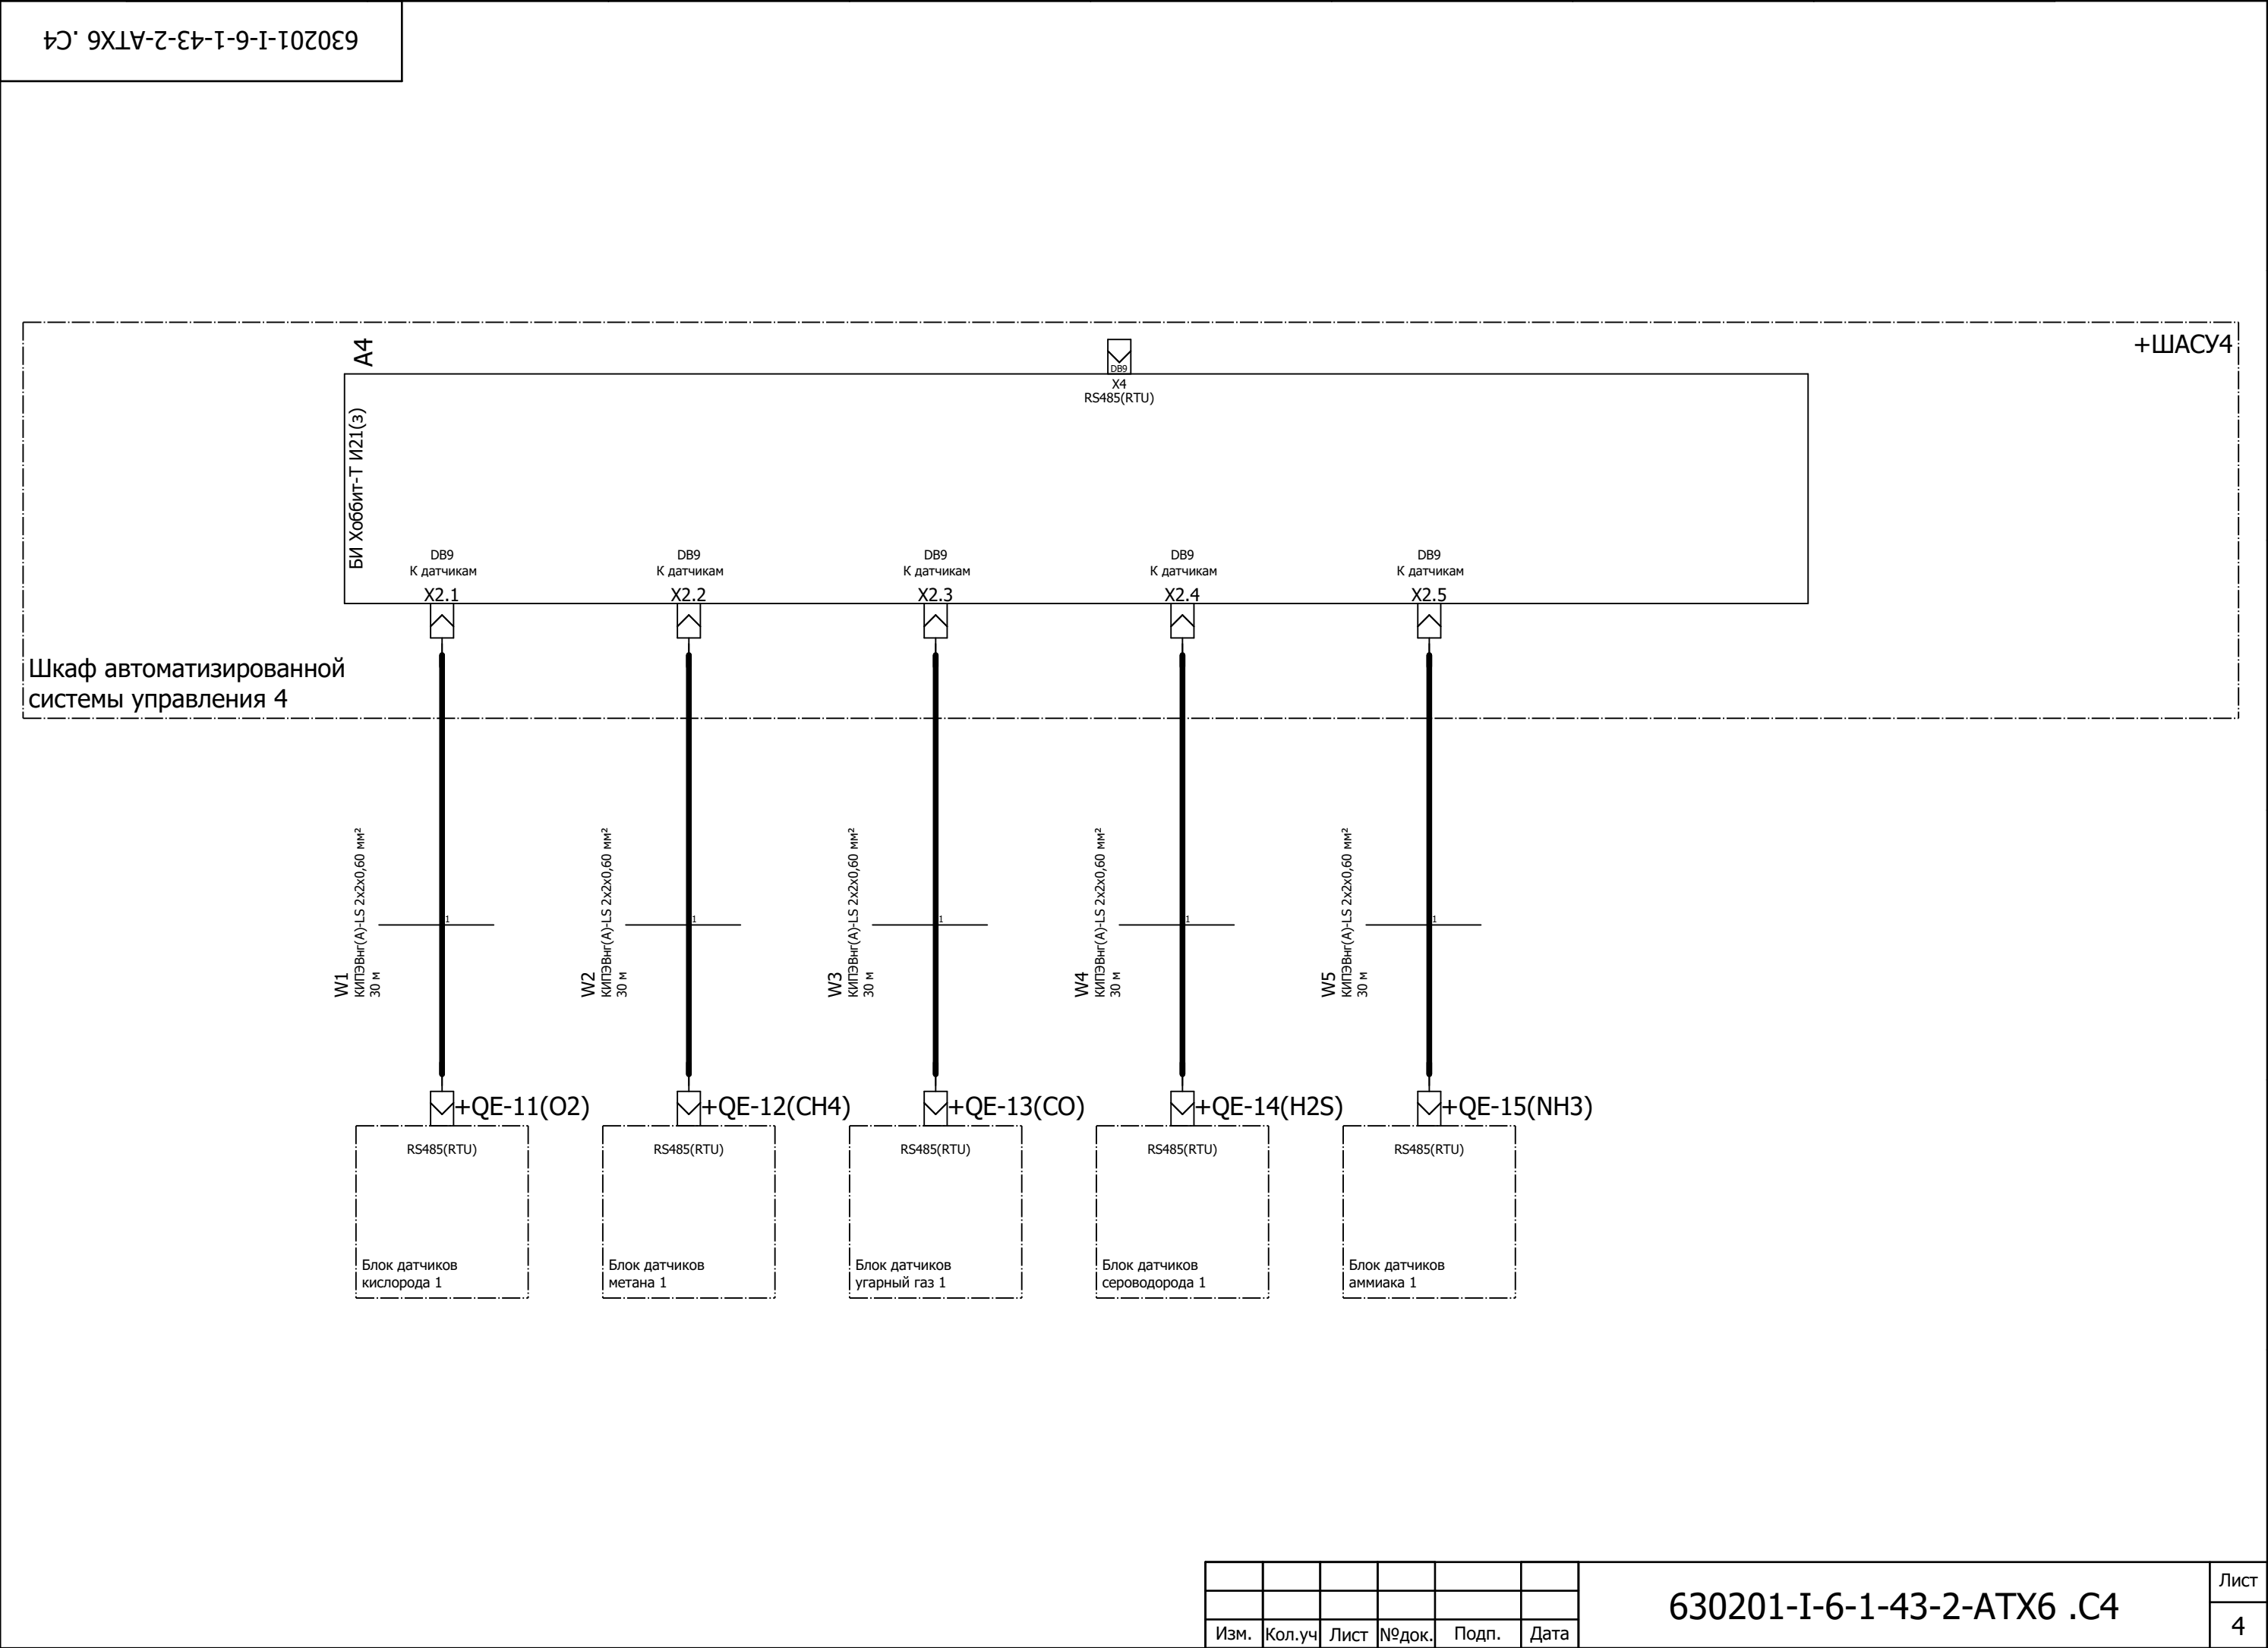 630201-I-6-1-43-2-АТХ6 .С4
А4
+ШАСУ4
DB9
X4
RS485(RTU)
БИ Хоббит-Т И21(з)
DB9
К датчикам
X2.1
DB9
К датчикам
X2.2
DB9
К датчикам
X2.3
DB9
К датчикам
X2.4
DB9
К датчикам
X2.5
Шкаф автоматизированной
системы управления 4
W1
КИПЭВнг(А)-LS 2x2x0,60 мм²
30 м
1
W2
КИПЭВнг(А)-LS 2x2x0,60 мм²
30 м
1
W3
КИПЭВнг(А)-LS 2x2x0,60 мм²
30 м
1
W4
КИПЭВнг(А)-LS 2x2x0,60 мм²
30 м
1
W5
КИПЭВнг(А)-LS 2x2x0,60 мм²
30 м
1
+QE-11(O2)
RS485(RTU)
Блок датчиков
кислорода 1
+QE-12(CH4)
RS485(RTU)
Блок датчиков
метана 1
+QE-13(CO)
RS485(RTU)
Блок датчиков
угарный газ 1
+QE-14(H2S)
RS485(RTU)
Блок датчиков
сероводорода 1
+QE-15(NH3)
RS485(RTU)
Блок датчиков
аммиака 1
Изм. Кол.уч Лист №док. Подп. Дата
630201-I-6-1-43-2-АТХ6 .С4
Лист
4